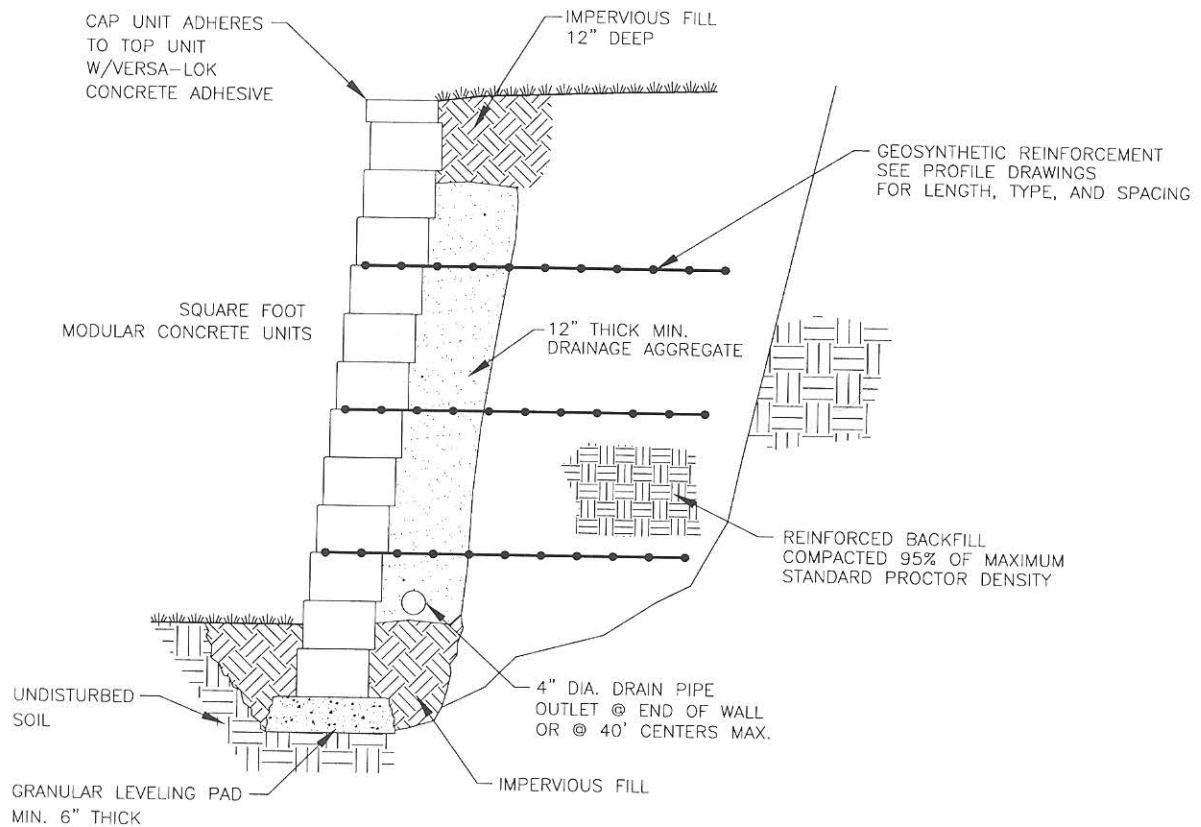 CAP UNIT ADHERES
TO TOP UNIT
W/VERSA-LOK
CONCRETE ADHESIVE
IMPERVIOUS FILL
12" DEEP
GEOSYNTHETIC REINFORCEMENT
SEE PROFILE DRAWINGS
FOR LENGTH, TYPE, AND SPACING
SQUARE FOOT
MODULAR CONCRETE UNITS
12" THICK MIN.
DRAINAGE AGGREGATE
REINFORCED BACKFILL
COMPACTED 95% OF MAXIMUM
STANDARD PROCTOR DENSITY
UNDISTURBED
SOIL
4" DIA. DRAIN PIPE
OUTLET @ END OF WALL
OR @ 40' CENTERS MAX.
GRANULAR LEVELING PAD
MIN. 6" THICK
IMPERVIOUS FILL